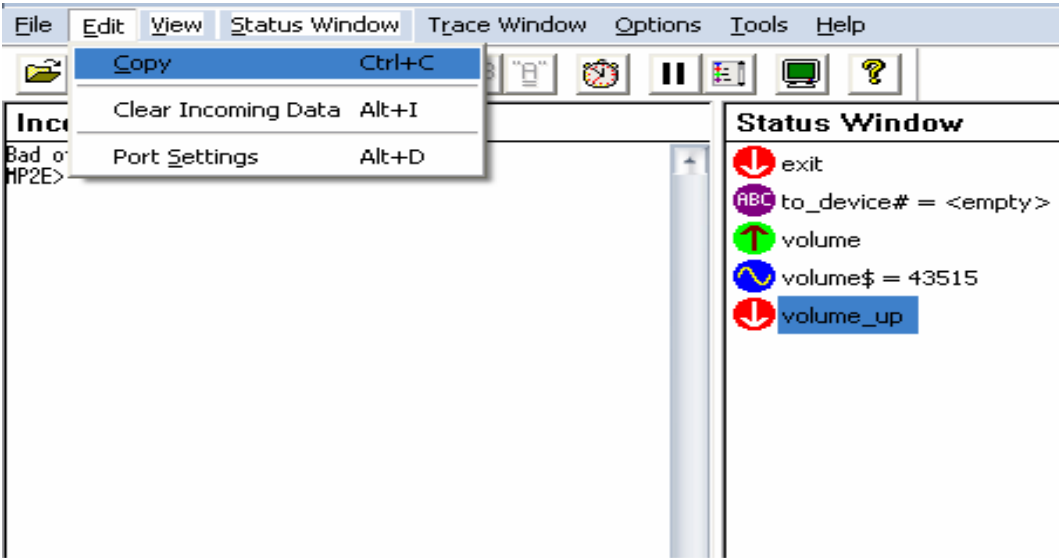 File Edit View Status Window Trace Window Options Tools Help
Copy Ctrl+C
"A"
Clear Incoming Data Alt+I
Port Settings Alt+D
Status Window
Bad
MP2E>
exit
ABC to_device# = <empty>
volume
volume$ = 43515
volume_up